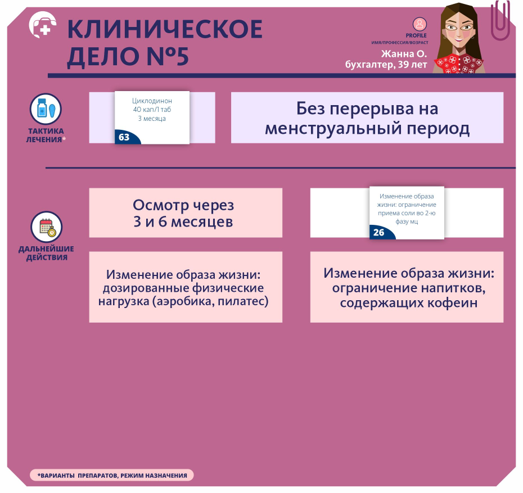 КЛИНИЧЕСКОЕ
ДЕЛО №5
PROFILE
#ИМЯ/ПРОФЕССИЯ/ВОЗРАСТ
Жанна О.
бухгалтер, 39 лет
ТАКТИКА
ЛЕЧЕНИЯ*
Циклодинон
40 кап/1 таб
3 месяца
63
Без перерыва на
менструальный период
ДАЛЬНЕЙШИЕ
ДЕЙСТВИЯ
Осмотр через
3 и 6 месяцев
Изменение образа
жизни: ограничение
приема соли во 2-ю
фазу мц
26
Изменение образа жизни:
дозированные физические
нагрузка (аэробика, пилатес)
Изменение образа жизни:
ограничение напитков,
содержащих кофеин
*ВАРИАНТЫ ПРЕПАРАТОВ, РЕЖИМ НАЗНАЧЕНИЯ